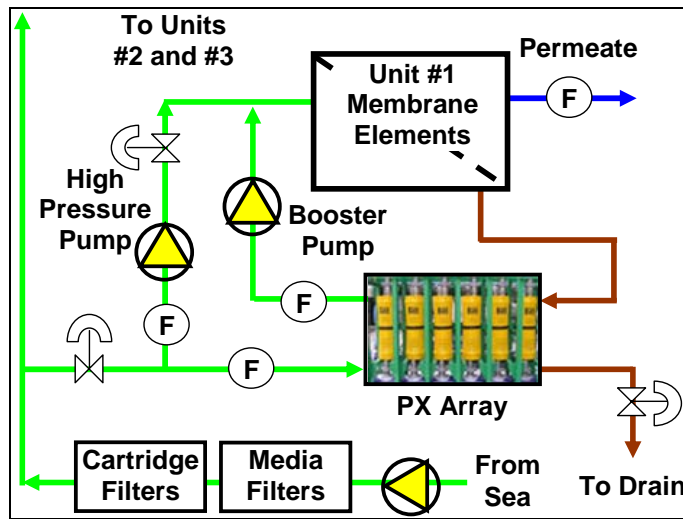 To Units
#2 and #3
Permeate
Unit #1
Membrane
Elements
F
High
Pressure
Pump
Booster
Pump
F
F
F
PX Array
Cartridge
Filters
Media
Filters
From
Sea
To Drain